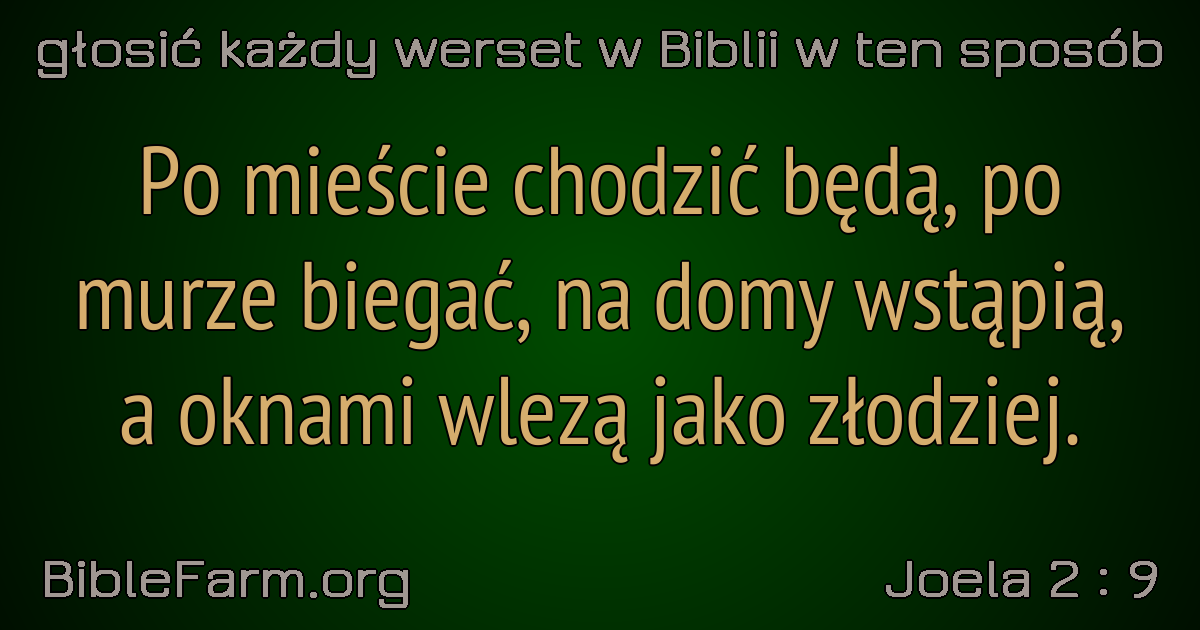 głosić każdy werset w Biblii w ten sposób
Po mieście chodzić będą, po
murze biegać, na domy wstąpią,
a oknami wlezą jako złodziej.
BibleFarm.org
Joela 2 : 9